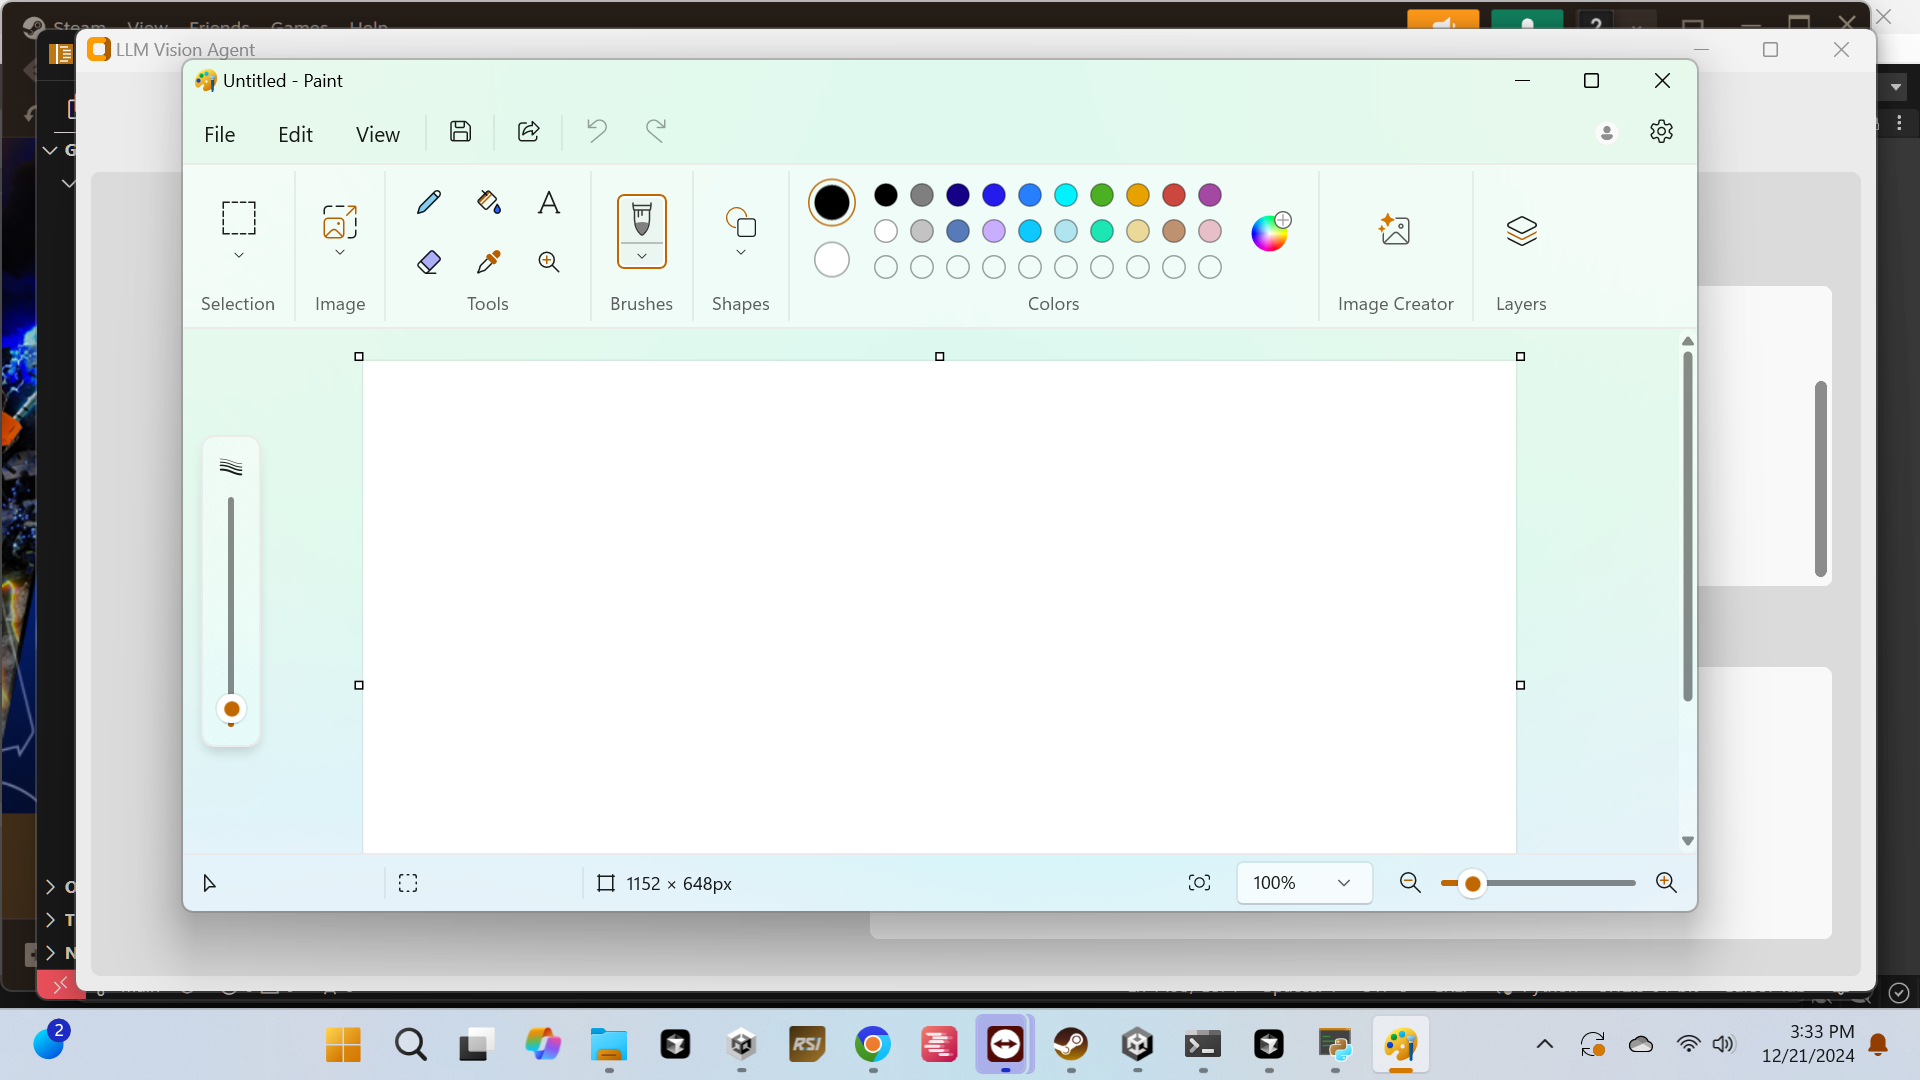 Steam View Friends Games Help
LLM Vision Agent
Untitled - Paint
File Edit View
Selection Image Tools Brushes Shapes Colors Image Creator Layers
1152 × 648px
100%
2
RSI
3:33 PM
12/21/2024